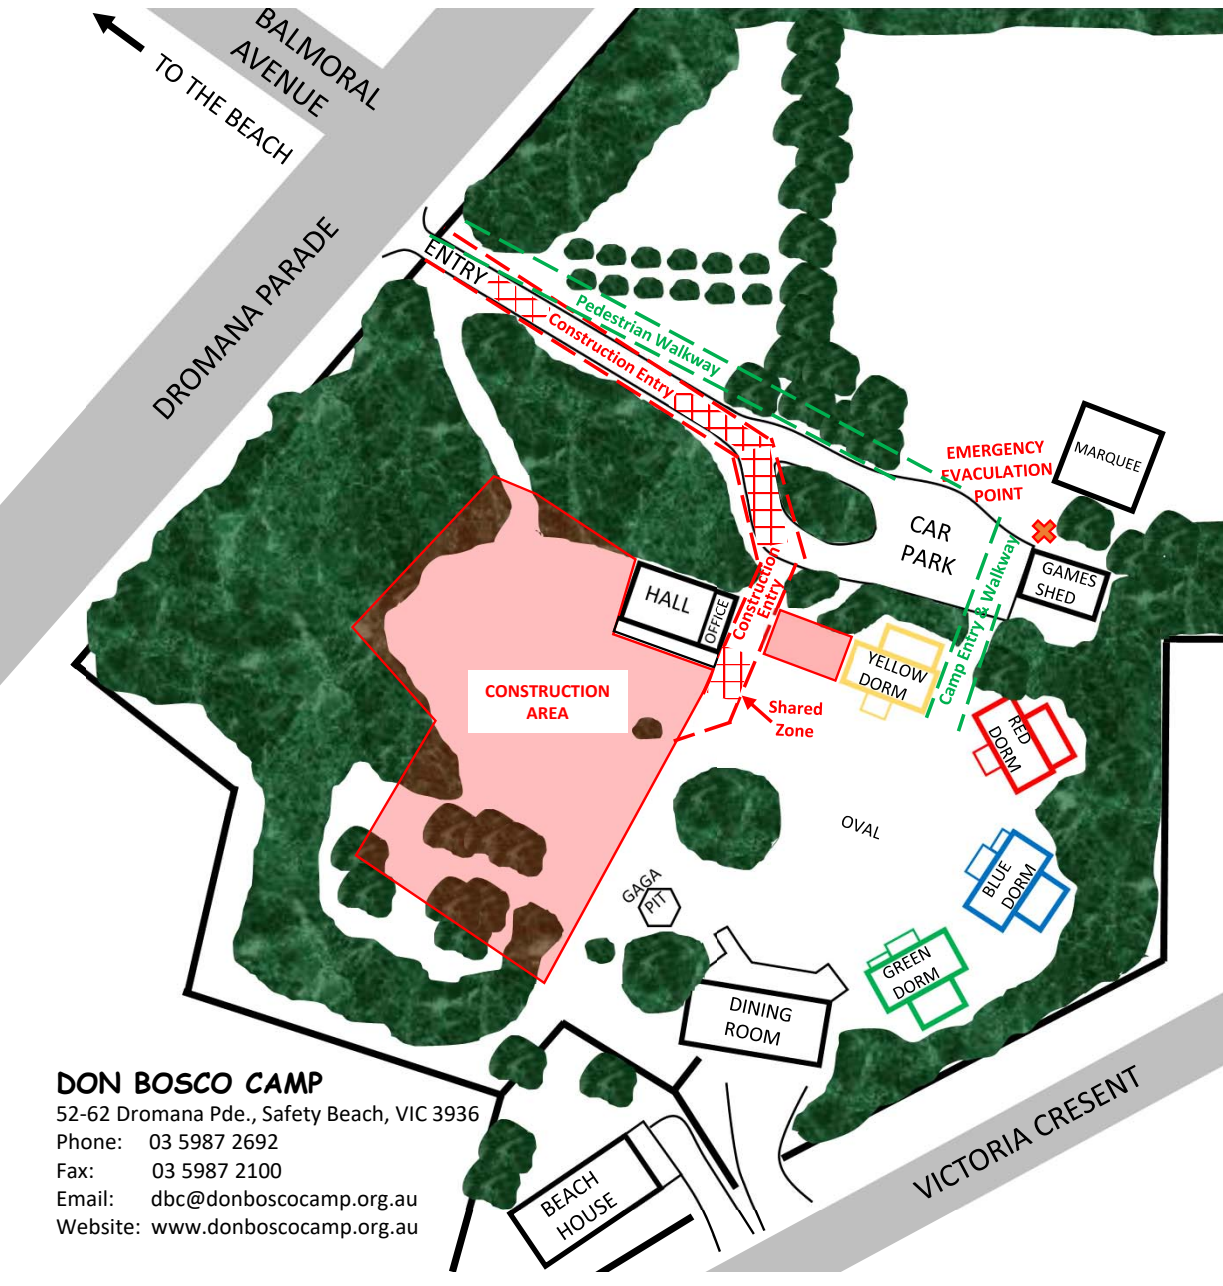 BALMORAL
AVENUE
TO THE BEACH
DROMANA PARADE
ENTRY
Pedestrian Walkway
Construction Entry
EMERGENCY
EVACULATION
POINT
MARQUEE
CAR
PARK
GAMES
SHED
Camp Entry & Walkway
Construction
Entry
HALL
OFFICE
YELLOW
DORM
RED
DORM
CONSTRUCTION
AREA
Shared
Zone
OVAL
BLUE
DORM
GAGA
PIT
GREEN
DORM
DINING
ROOM
DON BOSCO CAMP
52-62 Dromana Pde., Safety Beach, VIC 3936
Phone: 03 5987 2692
Fax: 03 5987 2100
Email: dbc@donboscocamp.org.au
Website: www.donboscocamp.org.au
BEACH
HOUSE
VICTORIA CRESENT